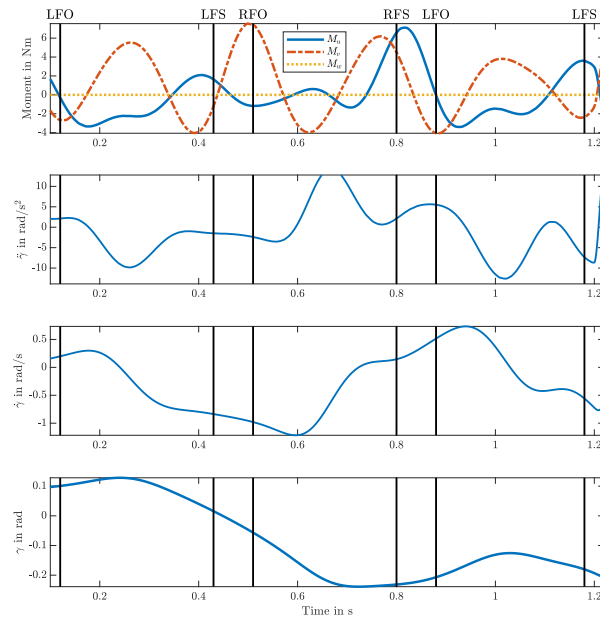 LFO LFS RFO RFS LFO LFS
6
4
2
0
-2
-4
Moment in Nm
M_u
M_v
M_w
0.2 0.4 0.6 0.8 1 1.2
10
5
0
-5
-10
γ̈ in rad/s²
0.2 0.4 0.6 0.8 1 1.2
0.5
0
-0.5
-1
γ̇ in rad/s
0.2 0.4 0.6 0.8 1 1.2
0.1
0
-0.1
-0.2
γ in rad
0.2 0.4 0.6 0.8 1 1.2
Time in s